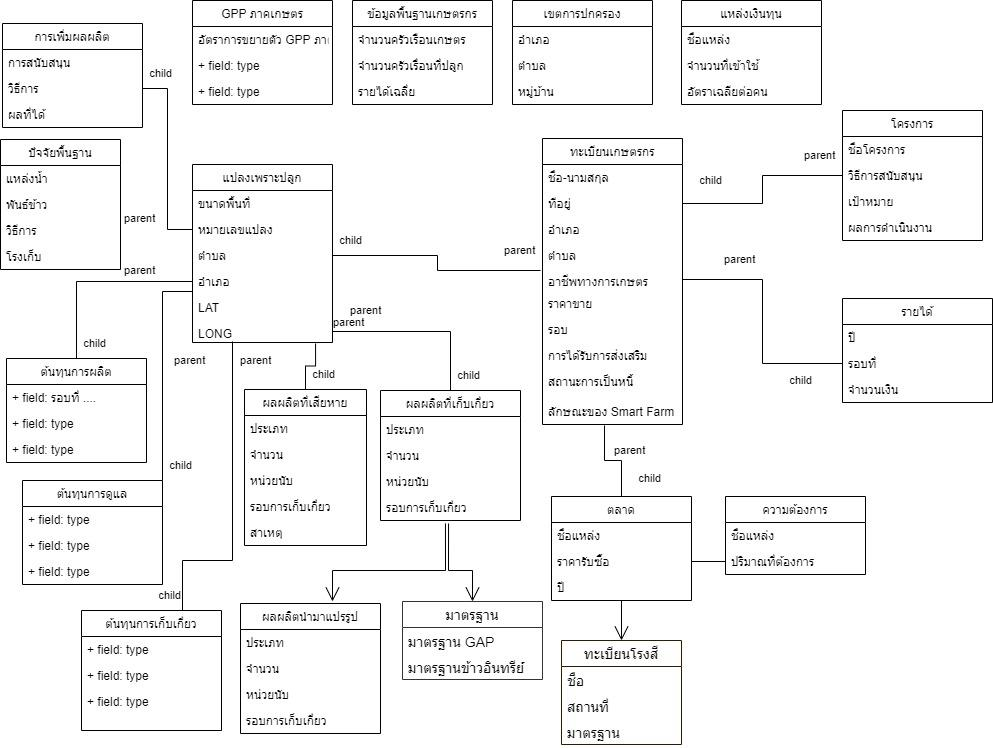 การเพิ่มผลผลิต
การสนับสนุน
วิธีการ
ผลที่ได้
GPP ภาคเกษตร
อัตราการขยายตัว GPP ภา
+ field: type
+ field: type
ข้อมูลพื้นฐานเกษตรกร
จำนวนครัวเรือนเกษตร
จำนวนครัวเรือนที่ปลูก
รายได้เฉลี่ย
เขตการปกครอง
อำเภอ
ตำบล
หมู่บ้าน
แหล่งเงินทุน
ชื่อแหล่ง
จำนวนที่เข้าใช้
อัตราเฉลี่ยต่อคน
child
ปัจจัยพื้นฐาน
แหล่งน้ำ
พันธ์ข้าว
วิธีการ
โรงเก็บ
parent
parent
แปลงเพราะปลูก
ขนาดพื้นที่
หมายเลขแปลง
ตำบล
อำเภอ
LAT
LONG
child
parent
ทะเบียนเกษตรกร
ชื่อ-นามสกุล
ที่อยู่
อำเภอ
ตำบล
อาชีพทางการเกษตร
ราคาขาย
รอบ
การได้รับการส่งเสริม
สถานะการเป็นหนี้
ลักษณะของ Smart Farm
child
parent
โครงการ
ชื่อโครงการ
วิธีการสนับสนุน
เป้าหมาย
ผลการดำเนินงาน
parent
child
รายได้
ปี
รอบที่
จำนวนเงิน
parent
parent
child
parent
parent
child
child
ต้นทุนการผลิต
+ field: รอบที่ ....
+ field: type
+ field: type
ผลผลิตที่เสียหาย
ประเภท
จำนวน
หน่วยนับ
รอบการเก็บเกี่ยว
สาเหตุ
ผลผลิตที่เก็บเกี่ยว
ประเภท
จำนวน
หน่วยนับ
รอบการเก็บเกี่ยว
parent
child
child
ต้นทุนการดูแล
+ field: type
+ field: type
+ field: type
ตลาด
ชื่อแหล่ง
ราคารับซื้อ
ปี
ความต้องการ
ชื่อแหล่ง
ปริมาณที่ต้องการ
child
ต้นทุนการเก็บเกี่ยว
+ field: type
+ field: type
+ field: type
ผลผลิตนำมาแปรรูป
ประเภท
จำนวน
หน่วยนับ
รอบการเก็บเกี่ยว
มาตรฐาน
มาตรฐาน GAP
มาตรฐานข้าวอินทรีย์
ทะเบียนโรงสี
ชื่อ
สถานที่
มาตรฐาน